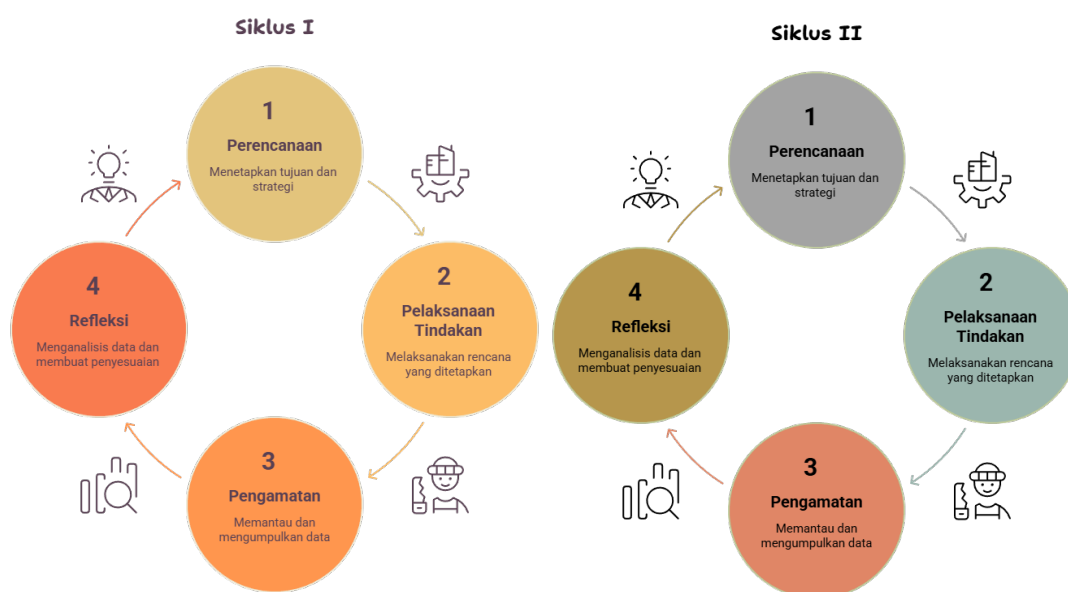 Siklus I
1
Perencanaan
Menetapkan tujuan dan
strategi
2
Pelaksanaan
Tindakan
Melaksanakan rencana
yang ditetapkan
3
Pengamatan
Memantau dan
mengumpulkan data
4
Refleksi
Menganalisis data dan
membuat penyesuaian
Siklus II
1
Perencanaan
Menetapkan tujuan dan
strategi
2
Pelaksanaan
Tindakan
Melaksanakan rencana
yang ditetapkan
3
Pengamatan
Memantau dan
mengumpulkan data
4
Refleksi
Menganalisis data dan
membuat penyesuaian